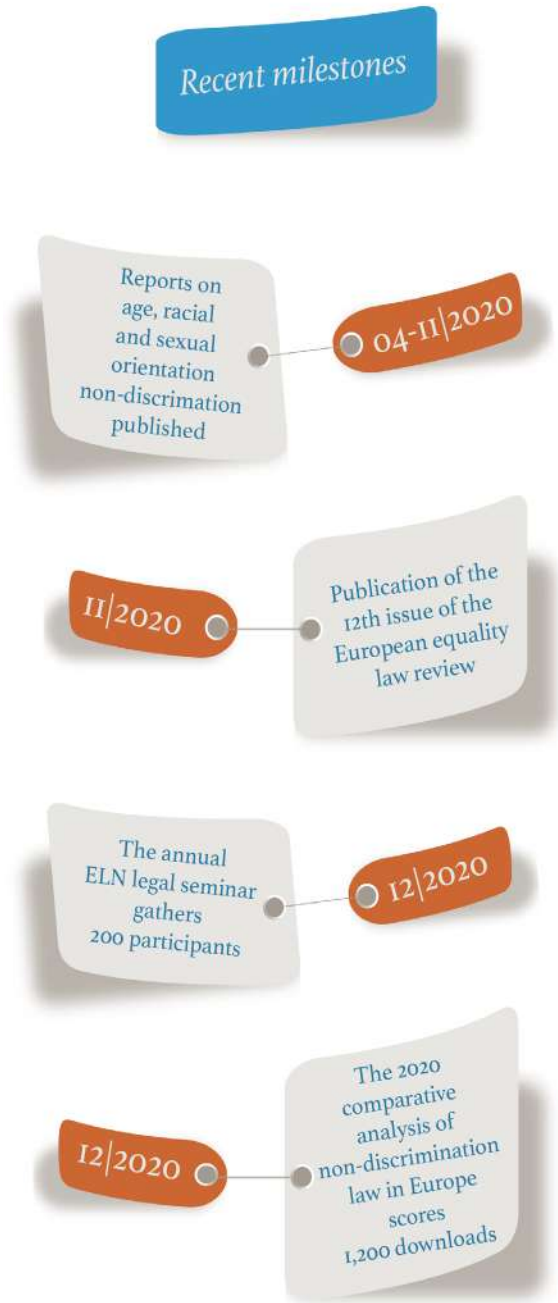 Recent milestones
Reports on
age, racial
and sexual
orientation
non-discrimation
published
04-11|2020
11|2020
Publication of the
12th issue of the
European equality
law review
The annual
ELN legal seminar
gathers
200 participants
12|2020
12|2020
The 2020
comparative
analysis of
non-discrimination
law in Europe
scores
1,200 downloads